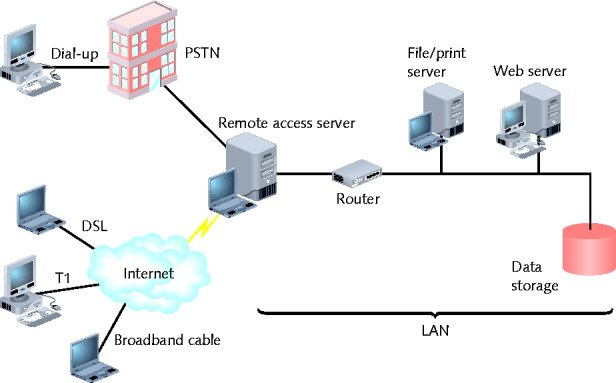 Dial-up
PSTN
File/print
server
Web server
Remote access server
Router
DSL
T1
Internet
Broadband cable
Data
storage
LAN